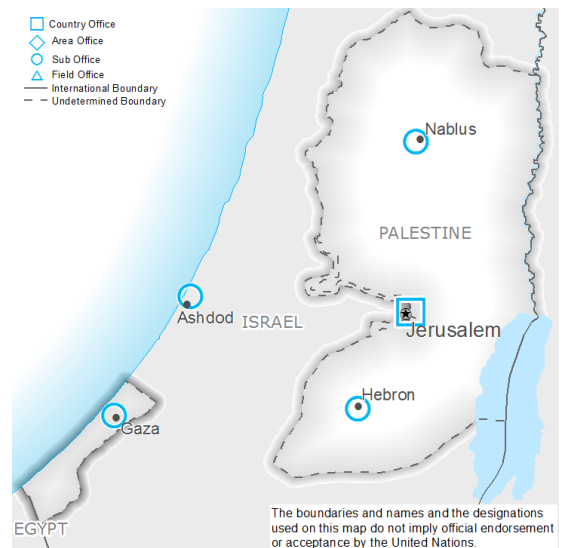 Country Office
Area Office
Sub Office
Field Office
International Boundary
Undetermined Boundary
Nablus
PALESTINE
Ashdod
ISRAEL
Jerusalem
Hebron
Gaza
EGYPT
The boundaries and names and the designations
used on this map do not imply official endorsement
or acceptance by the United Nations.